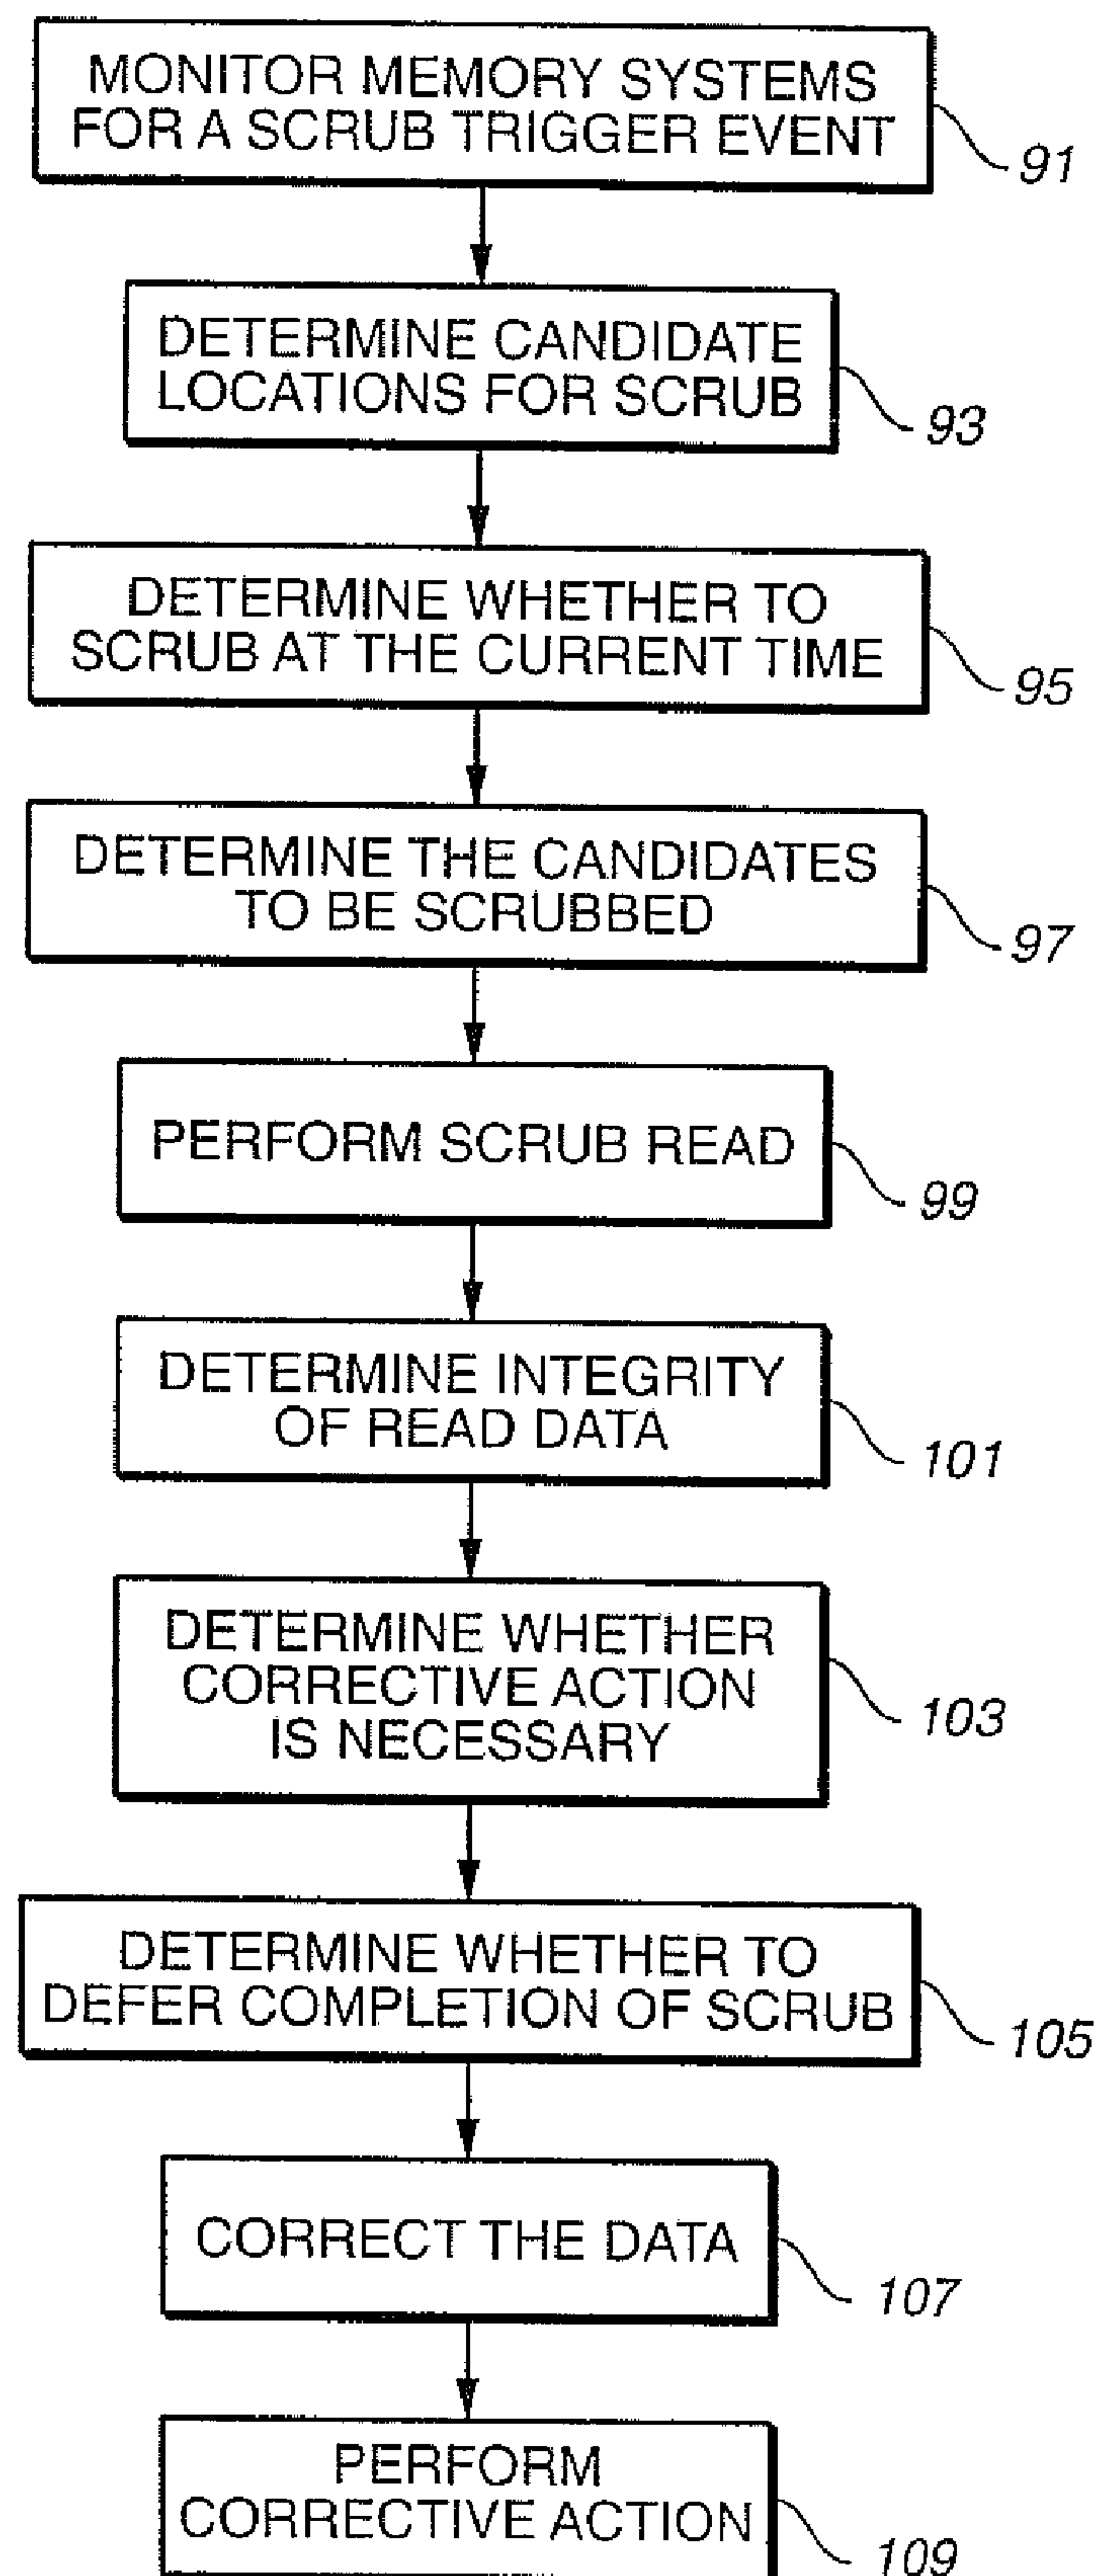 MONITOR MEMORY SYSTEMS
FOR A SCRUB TRIGGER EVENT
91
DETERMINE CANDIDATE
LOCATIONS FOR SCRUB
93
DETERMINE WHETHER TO
SCRUB AT THE CURRENT TIME
95
DETERMINE THE CANDIDATES
TO BE SCRUBBED
97
PERFORM SCRUB READ
99
DETERMINE INTEGRITY
OF READ DATA
101
DETERMINE WHETHER
CORRECTIVE ACTION
IS NECESSARY
103
DETERMINE WHETHER TO
DEFER COMPLETION OF SCRUB
105
CORRECT THE DATA
107
PERFORM
CORRECTIVE ACTION
109